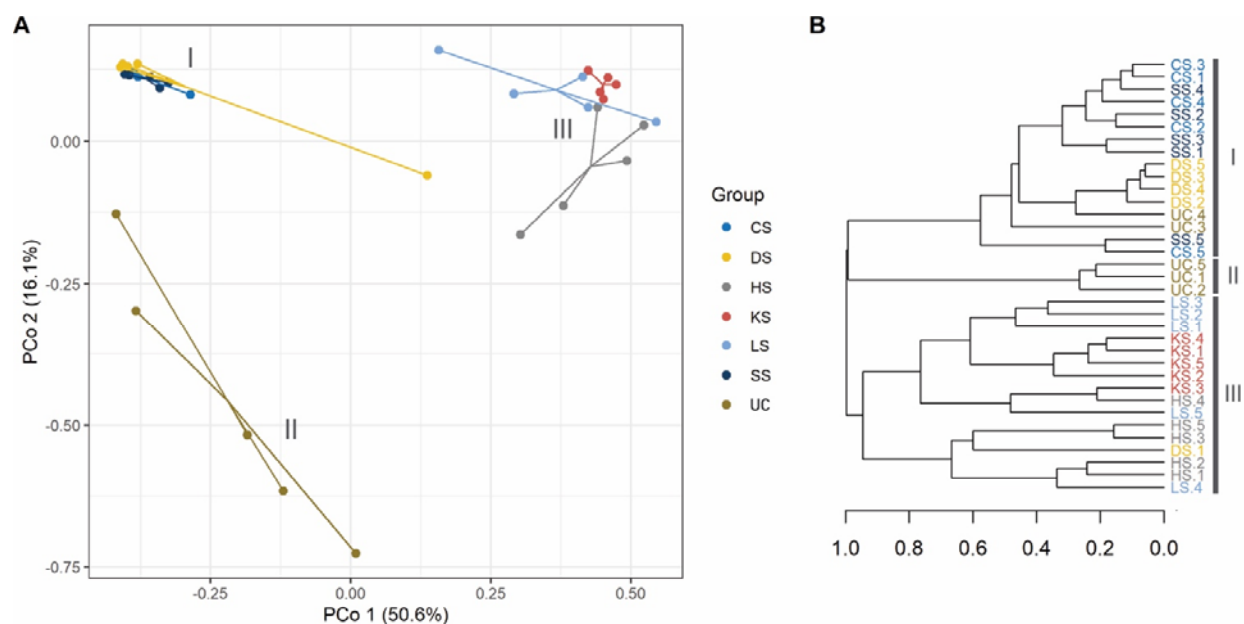 A
I
III
II
0.00
-0.25
-0.50
-0.75
PCo 2 (16.1%)
-0.25
0.00
0.25
0.50
PCo 1 (50.6%)
Group
CS
DS
HS
KS
LS
SS
UC
B
CS.3
CS.1
SS.4
CS.4
SS.2
CS.2
SS.3
SS.1
DS.5
DS.3
DS.4
DS.2
UC.4
UC.3
SS.5
CS.5
UC.5
UC.1
UC.2
LS.3
LS.2
LS.1
KS.4
KS.1
KS.5
KS.2
KS.3
HS.4
LS.5
HS.5
HS.3
DS.1
HS.2
HS.1
LS.4
I
II
III
1.0 0.8 0.6 0.4 0.2 0.0